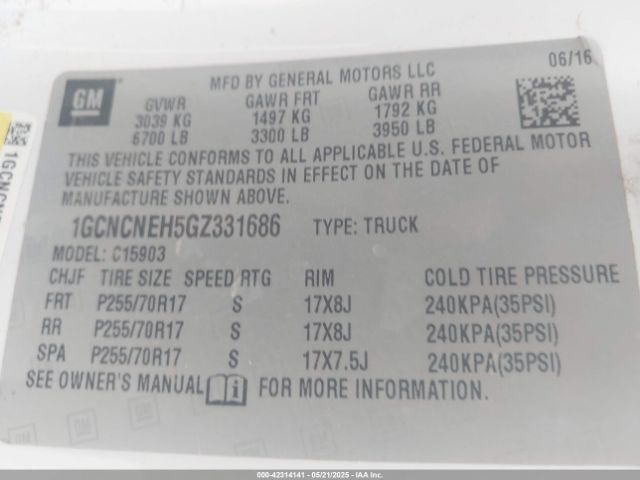 06/16
MFD BY GENERAL MOTORS LLC
GM
GVWR GAWR FRT GAWR RR
3039 KG 1497 KG 1792 KG
6700 LB 3300 LB 3950 LB
THIS VEHICLE CONFORMS TO ALL APPLICABLE U.S. FEDERAL MOTOR
VEHICLE SAFETY STANDARDS IN EFFECT ON THE DATE OF
MANUFACTURE SHOWN ABOVE.
1GCNCNEH5GZ331686 TYPE: TRUCK
MODEL: C15903
CHJF TIRE SIZE SPEED RTG RIM COLD TIRE PRESSURE
FRT P255/70R17 S 17X8J 240KPA(35PSI)
RR P255/70R17 S 17X8J 240KPA(35PSI)
SPA P255/70R17 S 17X7.5J 240KPA(35PSI)
SEE OWNER'S MANUAL FOR MORE INFORMATION.
1GCNCN
000-42314141 - 05/21/2025 - IAA Inc.